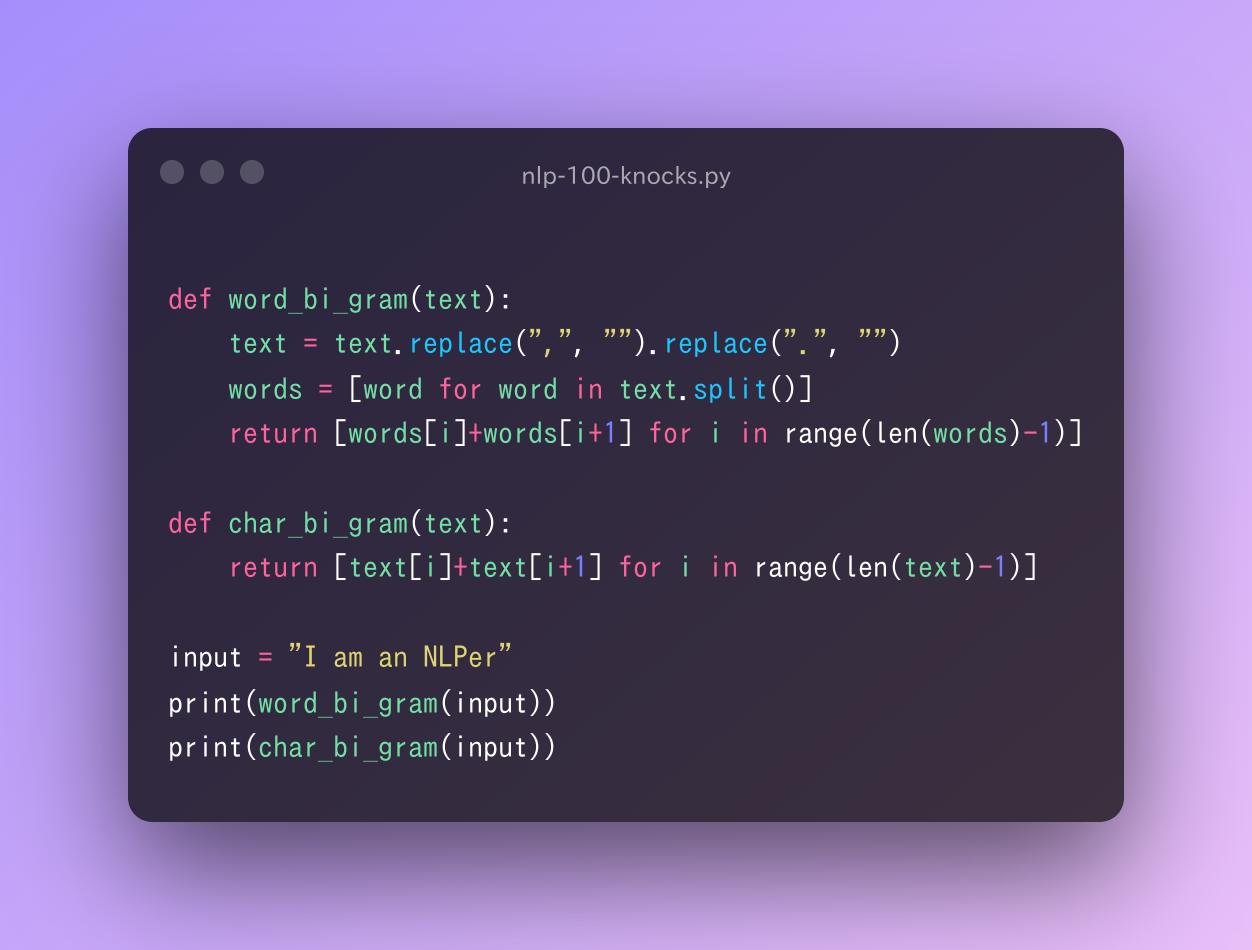 nlp-100-knocks.py
def word_bi_gram(text):
    text = text.replace(",", "").replace(".", "")
    words = [word for word in text.split()]
    return [words[i]+words[i+1] for i in range(len(words)-1)]
def char_bi_gram(text):
    return [text[i]+text[i+1] for i in range(len(text)-1)]
input = "I am an NLPer"
print(word_bi_gram(input))
print(char_bi_gram(input))